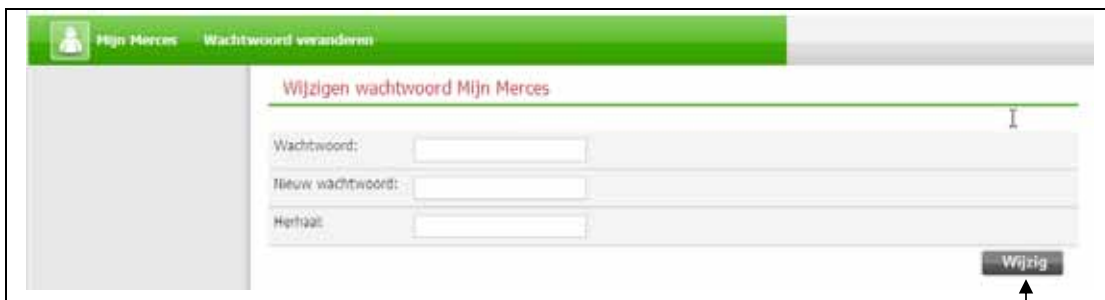 Mijn Merces Wachtwoord veranderen
Wijzigen wachtwoord Mijn Merces
Wachtwoord:
Nieuw wachtwoord:
Herhaal:
Wijzig